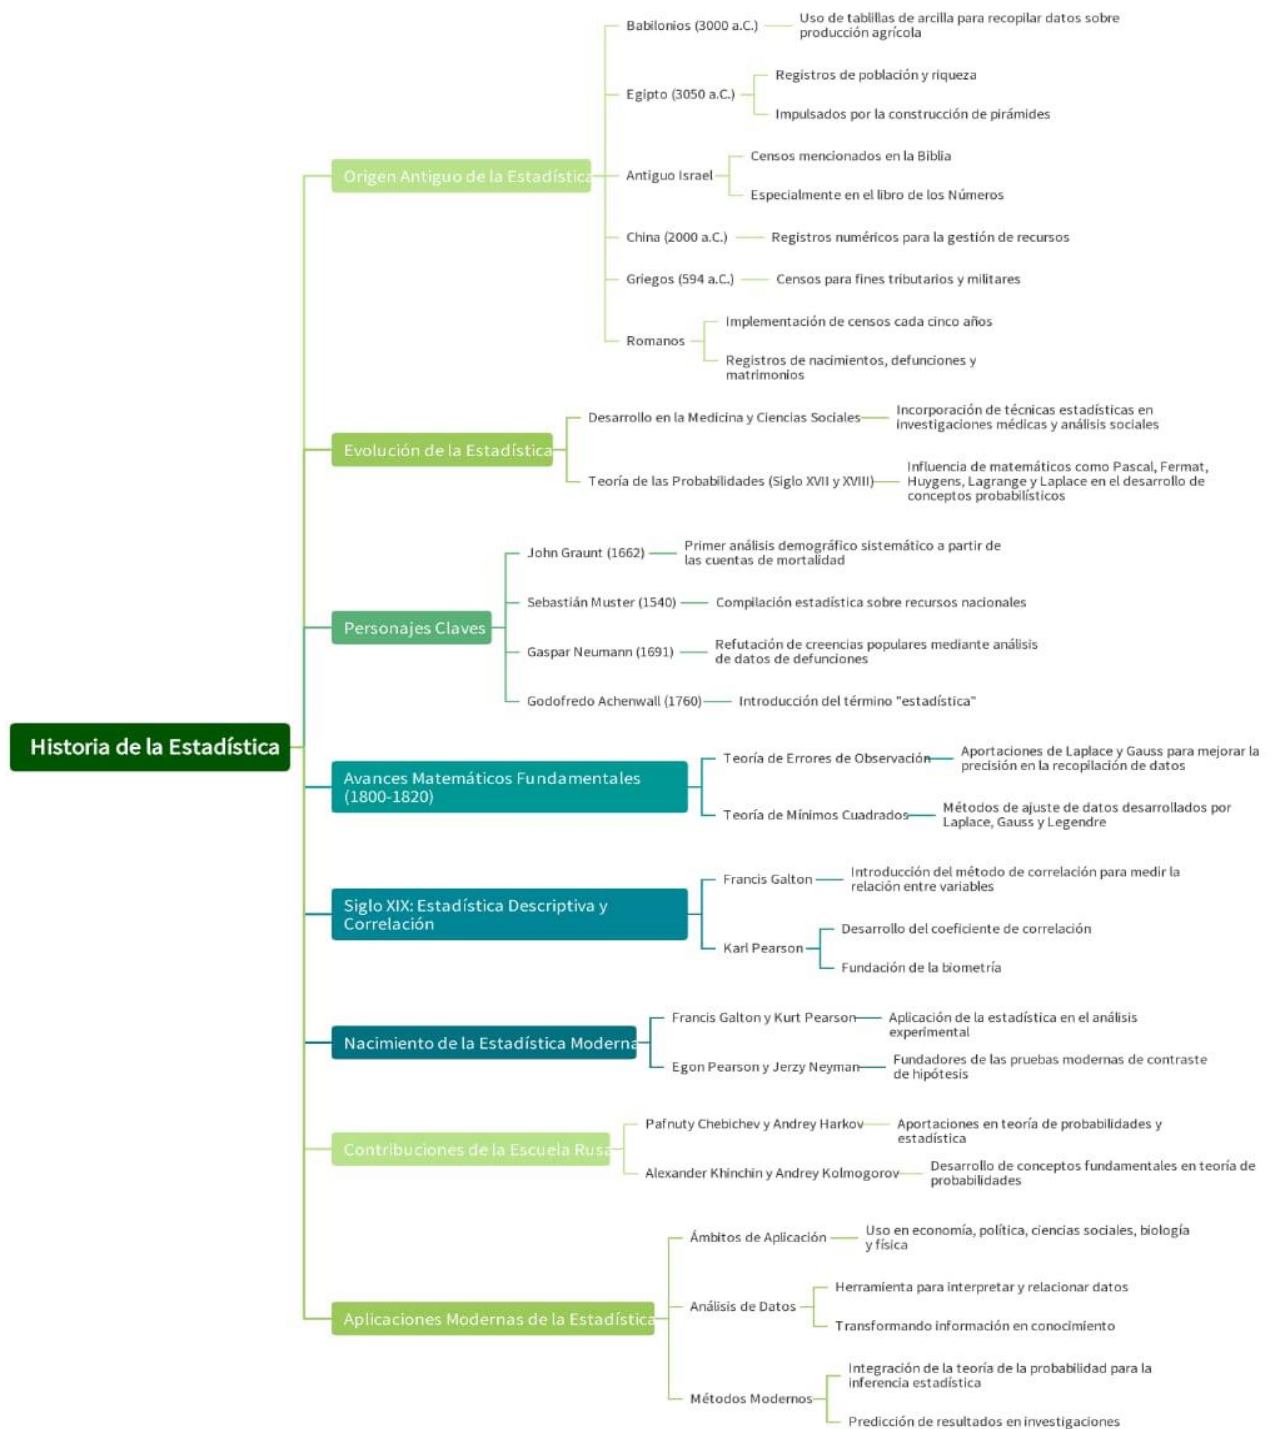 Historia de la Estadística
Origen Antiguo de la Estadística
Babilonios (3000 a.C.)
Uso de tablillas de arcilla para recopilar datos sobre
producción agrícola
Egipto (3050 a.C.)
Registros de población y riqueza
Impulsados por la construcción de pirámides
Antiguo Israel
Censos mencionados en la Biblia
Especialmente en el libro de los Números
China (2000 a.C.)
Registros numéricos para la gestión de recursos
Griegos (594 a.C.)
Censos para fines tributarios y militares
Romanos
Implementación de censos cada cinco años
Registros de nacimientos, defunciones y
matrimonios
Evolución de la Estadística
Desarrollo en la Medicina y Ciencias Sociales
Incorporación de técnicas estadísticas en
investigaciones médicas y análisis sociales
Teoría de las Probabilidades (Siglo XVII y XVIII)
Influencia de matemáticos como Pascal, Fermat,
Huygens, Lagrange y Laplace en el desarrollo de
conceptos probabilísticos
Personajes Claves
John Graunt (1662)
Primer análisis demográfico sistemático a partir de
las cuentas de mortalidad
Sebastián Muster (1540)
Compilación estadística sobre recursos nacionales
Gaspar Neumann (1691)
Refutación de creencias populares mediante análisis
de datos de defunciones
Godofredo Achenwall (1760)
Introducción del término "estadística"
Avances Matemáticos Fundamentales
(1800-1820)
Teoría de Errores de Observación
Aportaciones de Laplace y Gauss para mejorar la
precisión en la recopilación de datos
Teoría de Mínimos Cuadrados
Métodos de ajuste de datos desarrollados por
Laplace, Gauss y Legendre
Siglo XIX: Estadística Descriptiva y
Correlación
Francis Galton
Introducción del método de correlación para medir la
relación entre variables
Karl Pearson
Desarrollo del coeficiente de correlación
Fundación de la biometría
Nacimiento de la Estadística Moderna
Francis Galton y Kurt Pearson
Aplicación de la estadística en el análisis
experimental
Egon Pearson y Jerzy Neyman
Fundadores de las pruebas modernas de contraste
de hipótesis
Contribuciones de la Escuela Rusa
Pafnuty Chebichev y Andrey Harkov
Aportaciones en teoría de probabilidades y
estadística
Alexander Khinchin y Andrey Kolmogorov
Desarrollo de conceptos fundamentales en teoría de
probabilidades
Aplicaciones Modernas de la Estadística
Ámbitos de Aplicación
Uso en economía, política, ciencias sociales, biología
y física
Análisis de Datos
Herramienta para interpretar y relacionar datos
Transformando información en conocimiento
Métodos Modernos
Integración de la teoría de la probabilidad para la
inferencia estadística
Predicción de resultados en investigaciones